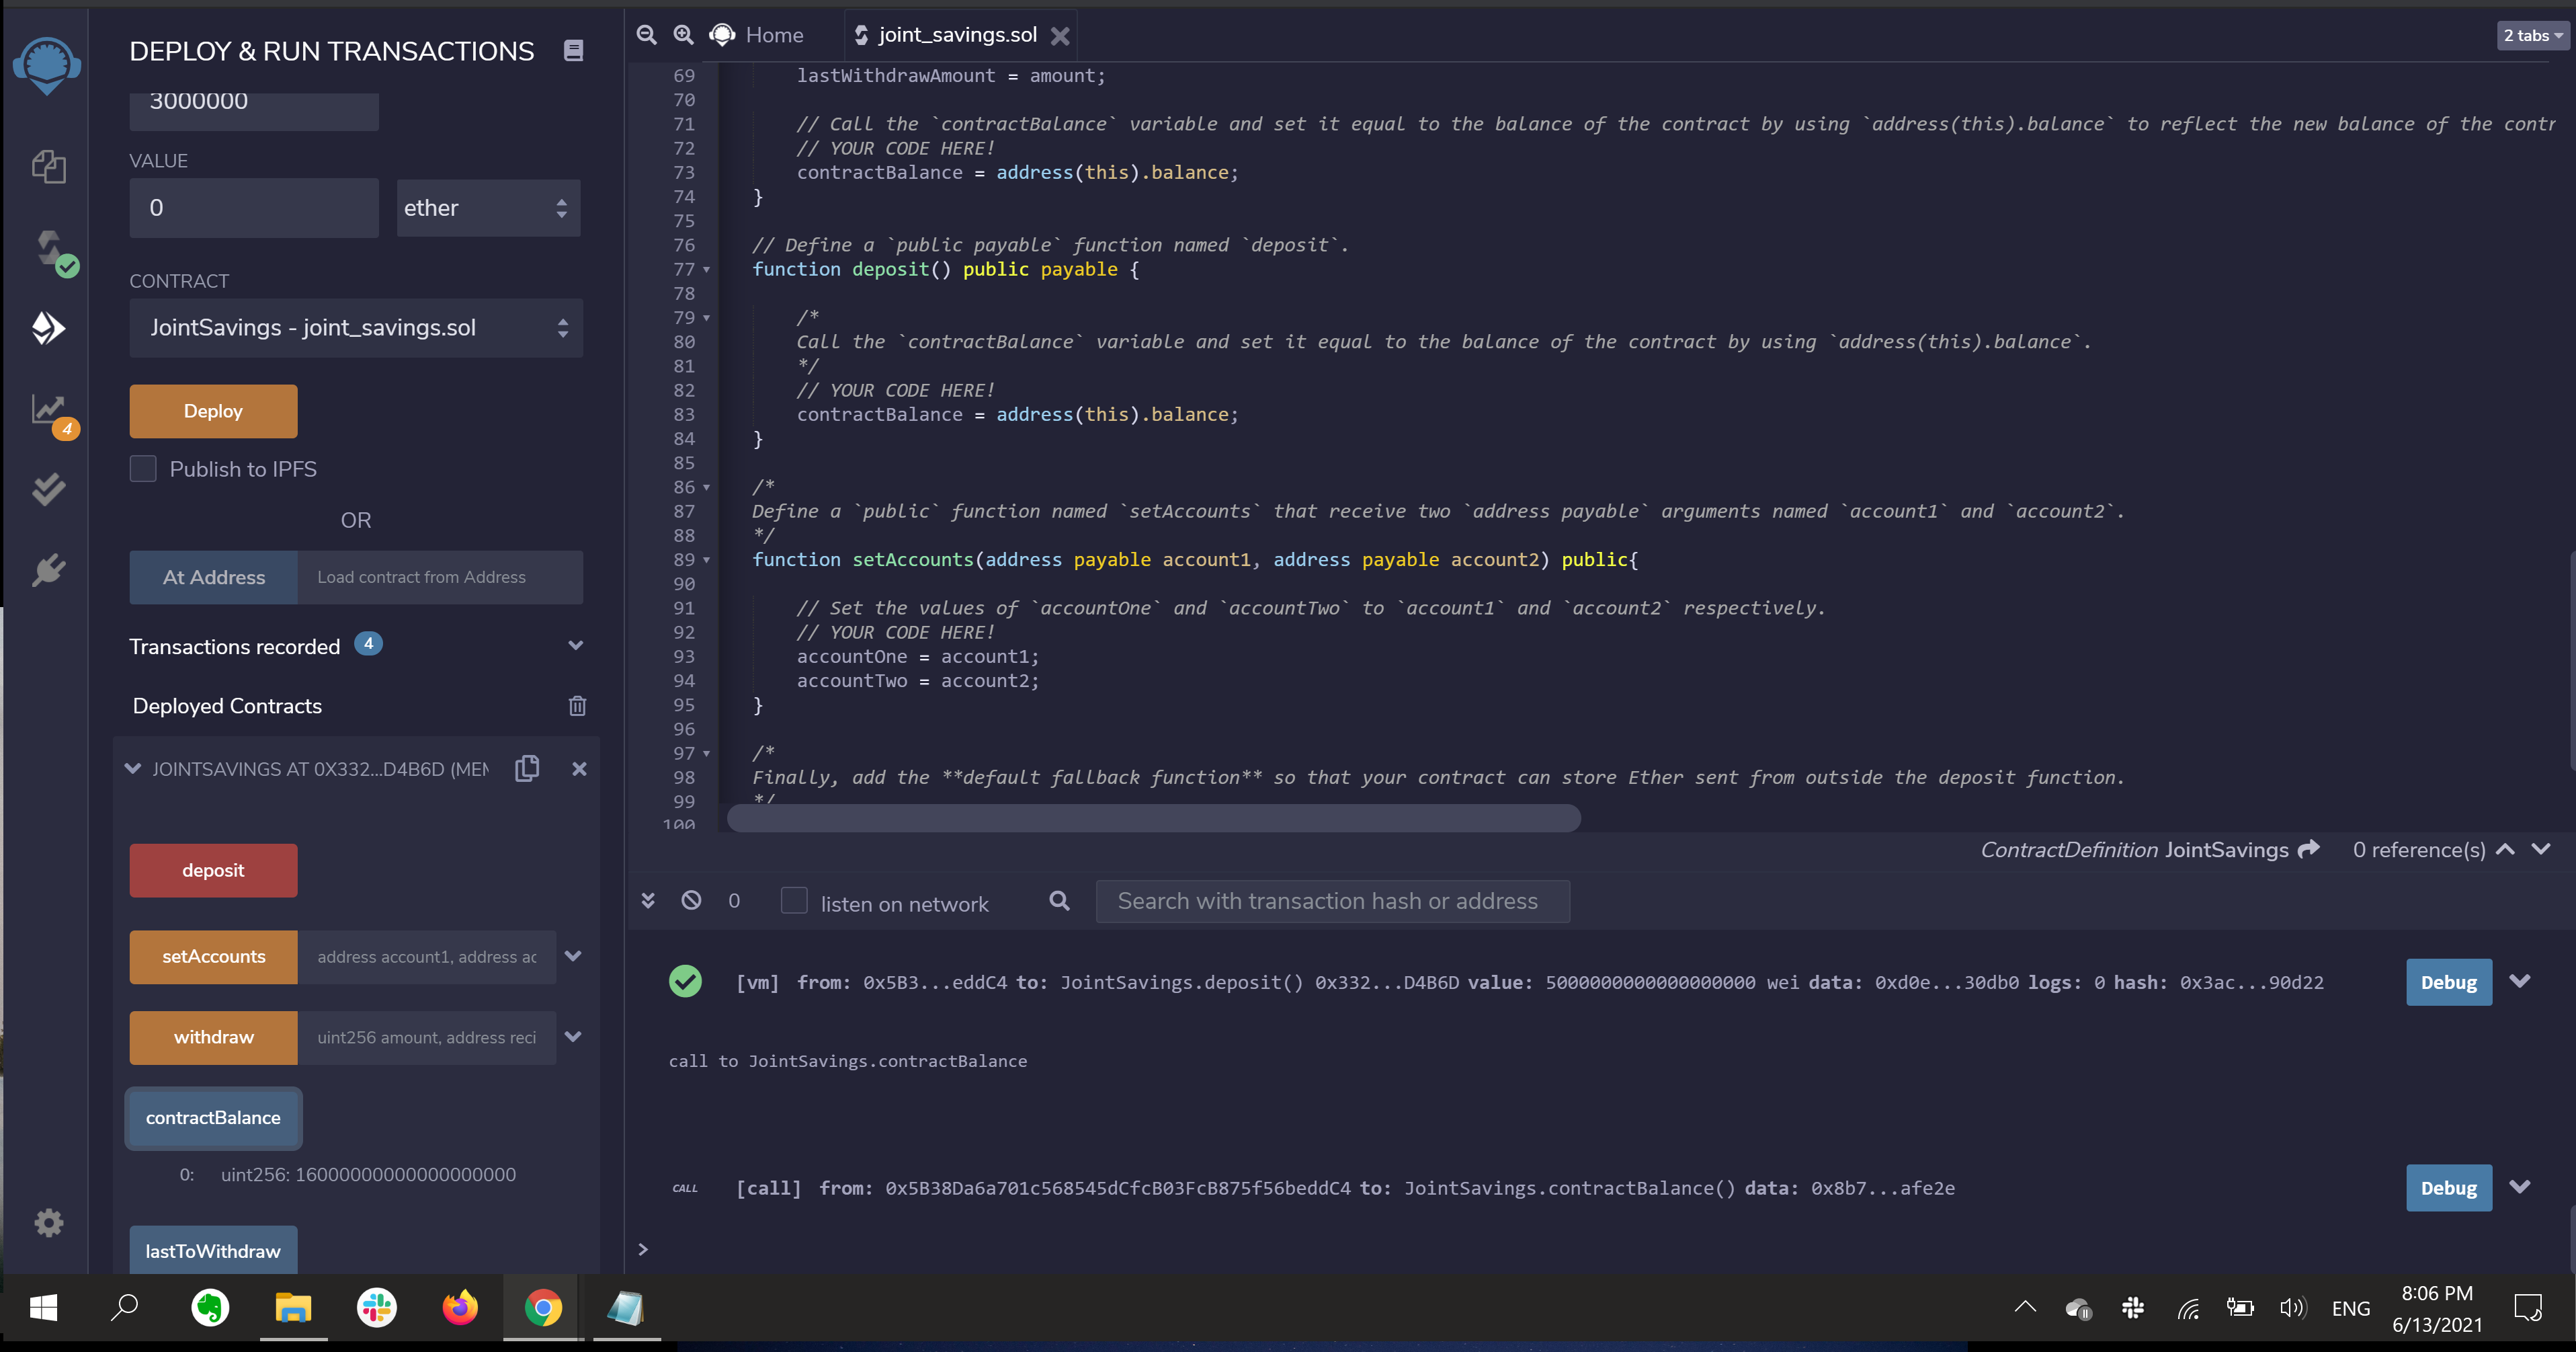 DEPLOY & RUN TRANSACTIONS
3000000
VALUE
0
ether
CONTRACT
JointSavings - joint_savings.sol
Deploy
Publish to IPFS
OR
At Address
Load contract from Address
Transactions recorded 4
Deployed Contracts
JOINTSAVINGS AT 0X332...D4B6D (MEM
deposit
setAccounts address account1, address ac
withdraw uint256 amount, address reci
contractBalance
0: uint256: 16000000000000000000
lastToWithdraw
4
Home
joint_savings.sol
2 tabs
69 lastWithdrawAmount = amount;
70
71 // Call the `contractBalance` variable and set it equal to the balance of the contract by using `address(this).balance` to reflect the new balance of the contr
72 // YOUR CODE HERE!
73 contractBalance = address(this).balance;
74 }
75
76 // Define a `public payable` function named `deposit`.
77 function deposit() public payable {
78
79 /*
80 Call the `contractBalance` variable and set it equal to the balance of the contract by using `address(this).balance`.
81 */
82 // YOUR CODE HERE!
83 contractBalance = address(this).balance;
84 }
85
86 /*
87 Define a `public` function named `setAccounts` that receive two `address payable` arguments named `account1` and `account2`.
88 */
89 function setAccounts(address payable account1, address payable account2) public{
90
91 // Set the values of `accountOne` and `accountTwo` to `account1` and `account2` respectively.
92 // YOUR CODE HERE!
93 accountOne = account1;
94 accountTwo = account2;
95 }
96
97 /*
98 Finally, add the **default fallback function** so that your contract can store Ether sent from outside the deposit function.
99 */
100
ContractDefinition JointSavings 0 reference(s)
0 listen on network Search with transaction hash or address
[vm] from: 0x5B3...eddC4 to: JointSavings.deposit() 0x332...D4B6D value: 5000000000000000000 wei data: 0xd0e...30db0 logs: 0 hash: 0x3ac...90d22
Debug
call to JointSavings.contractBalance
CALL [call] from: 0x5B38Da6a701c568545dCfcB03FcB875f56beddC4 to: JointSavings.contractBalance() data: 0x8b7...afe2e
Debug
>
ENG
8:06 PM
6/13/2021